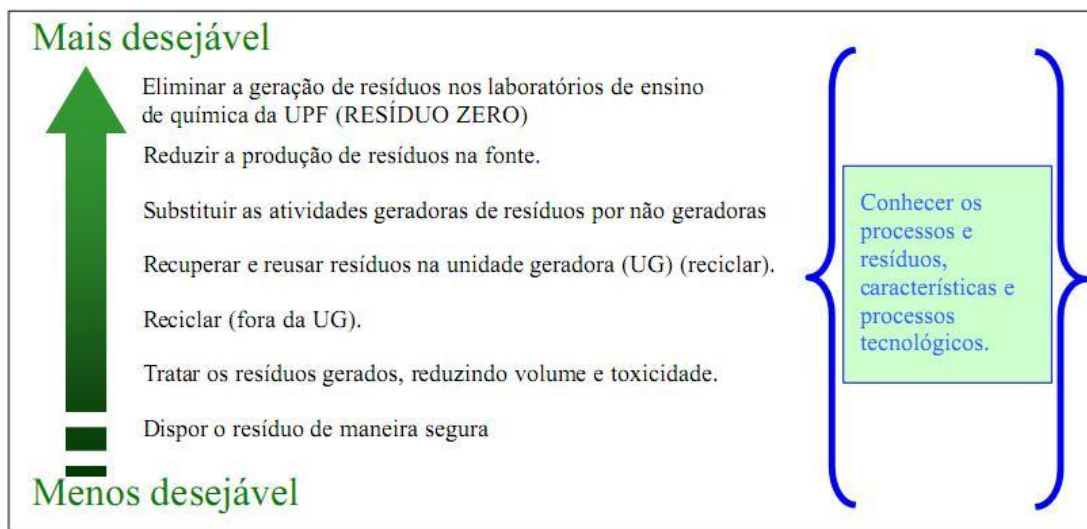 Mais desejável
Eliminar a geração de resíduos nos laboratórios de ensino
de química da UPF (RESÍDUO ZERO)
Reduzir a produção de resíduos na fonte.
Substituir as atividades geradoras de resíduos por não geradoras
Recuperar e reusar resíduos na unidade geradora (UG) (reciclar).
Reciclar (fora da UG).
Tratar os resíduos gerados, reduzindo volume e toxicidade.
Dispor o resíduo de maneira segura
Menos desejável
Conhecer os
processos e
resíduos,
características e
processos
tecnológicos.